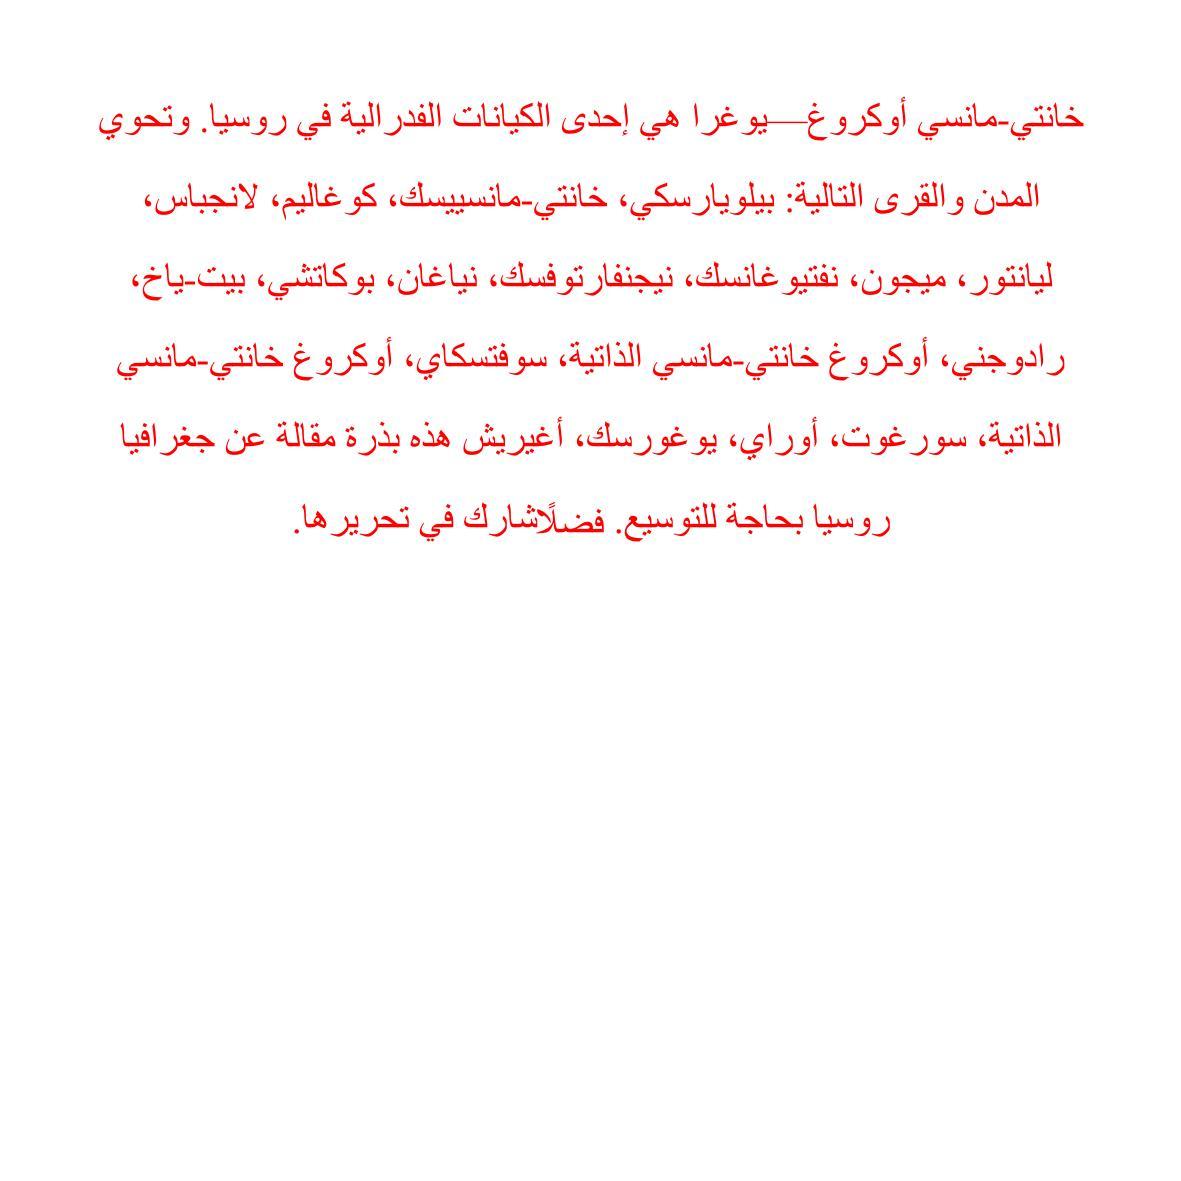 خانتي-مانسي أوكروغ—يوغرا هي إحدى الكيانات الفدرالية في روسيا. وتحوي
المدن والقرى التالية: بيلويارسكي، خانتي-مانسييسك، كوغاليم، لانجباس،
ليانتور، ميجون، نفتيوغانسك، نيجنفارتوفسك، نياغان، بوكاتشي، بيت-ياخ،
رادوجني، أوكروغ خانتي-مانسي الذاتية، سوفتسكاي، أوكروغ خانتي-مانسي
الذاتية، سورغوت، أوراي، يوغورسك، أغيريش هذه بذرة مقالة عن جغرافيا
روسيا بحاجة للتوسيع. فضلًاشارك في تحريرها.